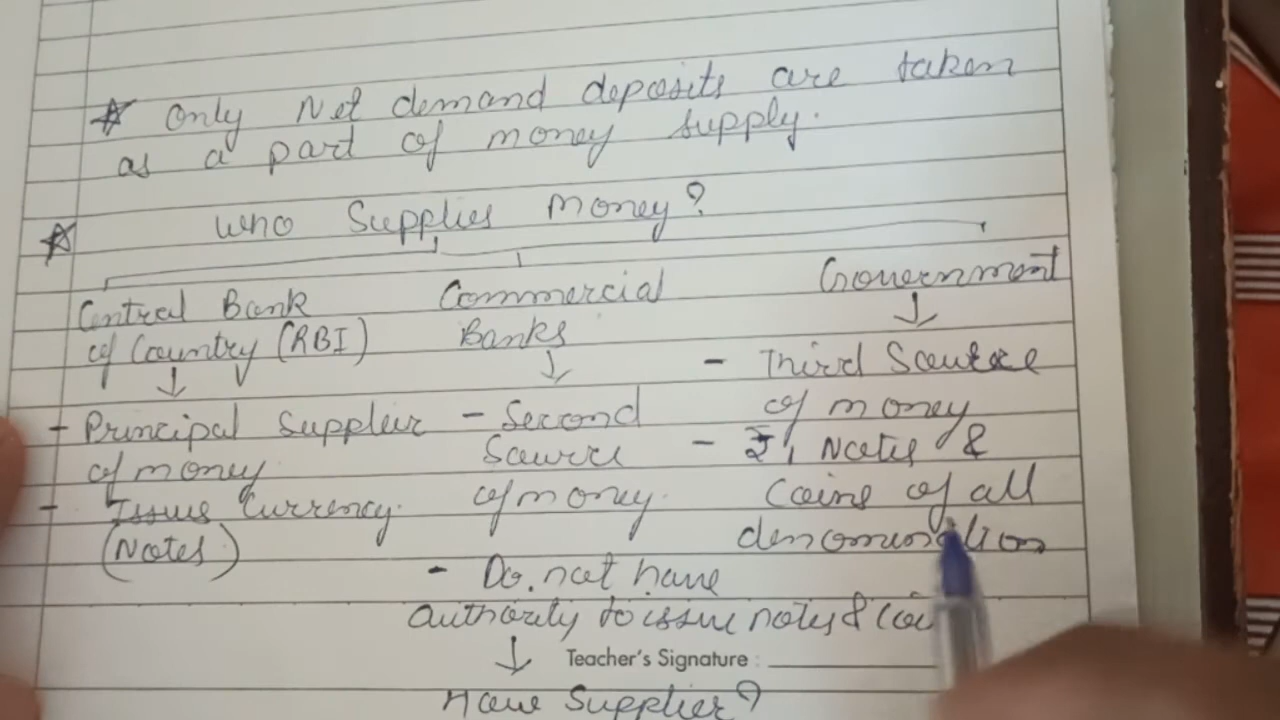 ☆ Only Net demand deposits are taken
as a part of money supply.
☆ Who Supplies money?
Central Bank
of Country (RBI)
↓
- Principal Supplier
of money
- Issue Currency.
(Notes)
Commercial
Banks
↓
- Second
Source
of money.
- Do not have
authority to issue notes & coi
↓
How Supplier?
Government
↓
- Third Source
of money
- ₹1 Notes &
Coins of all
denomination
Teacher's Signature :